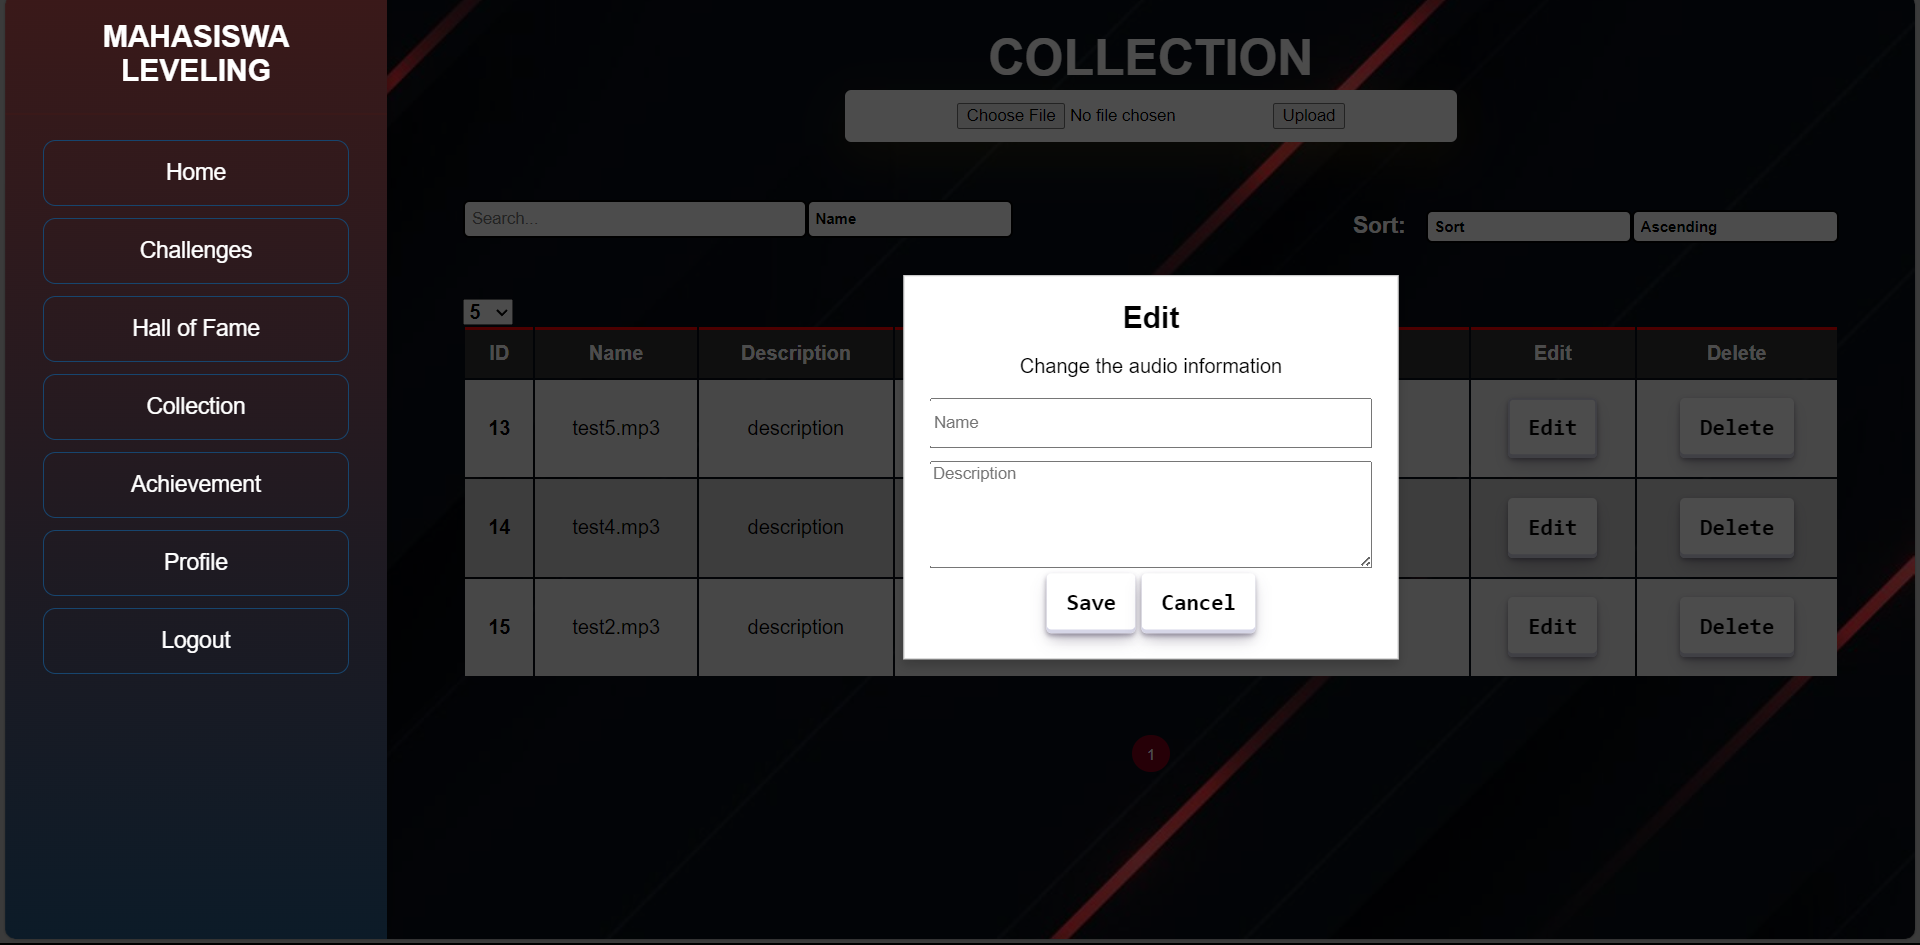 MAHASISWA
LEVELING
Home
Challenges
Hall of Fame
Collection
Achievement
Profile
Logout
COLLECTION
Choose File No file chosen Upload
Search... Name Sort: Sort Ascending
5
ID Name Description Edit Delete
13 test5.mp3 description Edit Delete
14 test4.mp3 description Edit Delete
15 test2.mp3 description Edit Delete
Edit
Change the audio information
Name
Description
Save Cancel
1